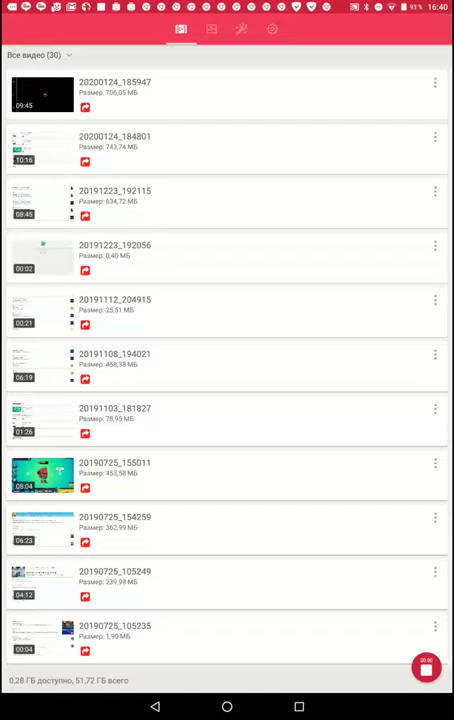 93 % 16:40
Все видео (30)
20200124_185947
Размер: 706,05 МБ
09:45
20200124_184801
Размер: 743,74 МБ
10:16
20191223_192115
Размер: 634,72 МБ
08:45
20191223_192056
Размер: 0,40 МБ
00:02
20191112_204915
Размер: 25,51 МБ
00:21
20191108_194021
Размер: 458,38 МБ
06:19
20191103_181827
Размер: 78,95 МБ
01:26
20190725_155011
Размер: 453,58 МБ
08:04
20190725_154259
Размер: 362,99 МБ
06:23
20190725_105249
Размер: 239,98 МБ
04:12
20190725_105235
Размер: 1,90 МБ
00:04
00:00
0,28 ГБ доступно, 51,72 ГБ всего